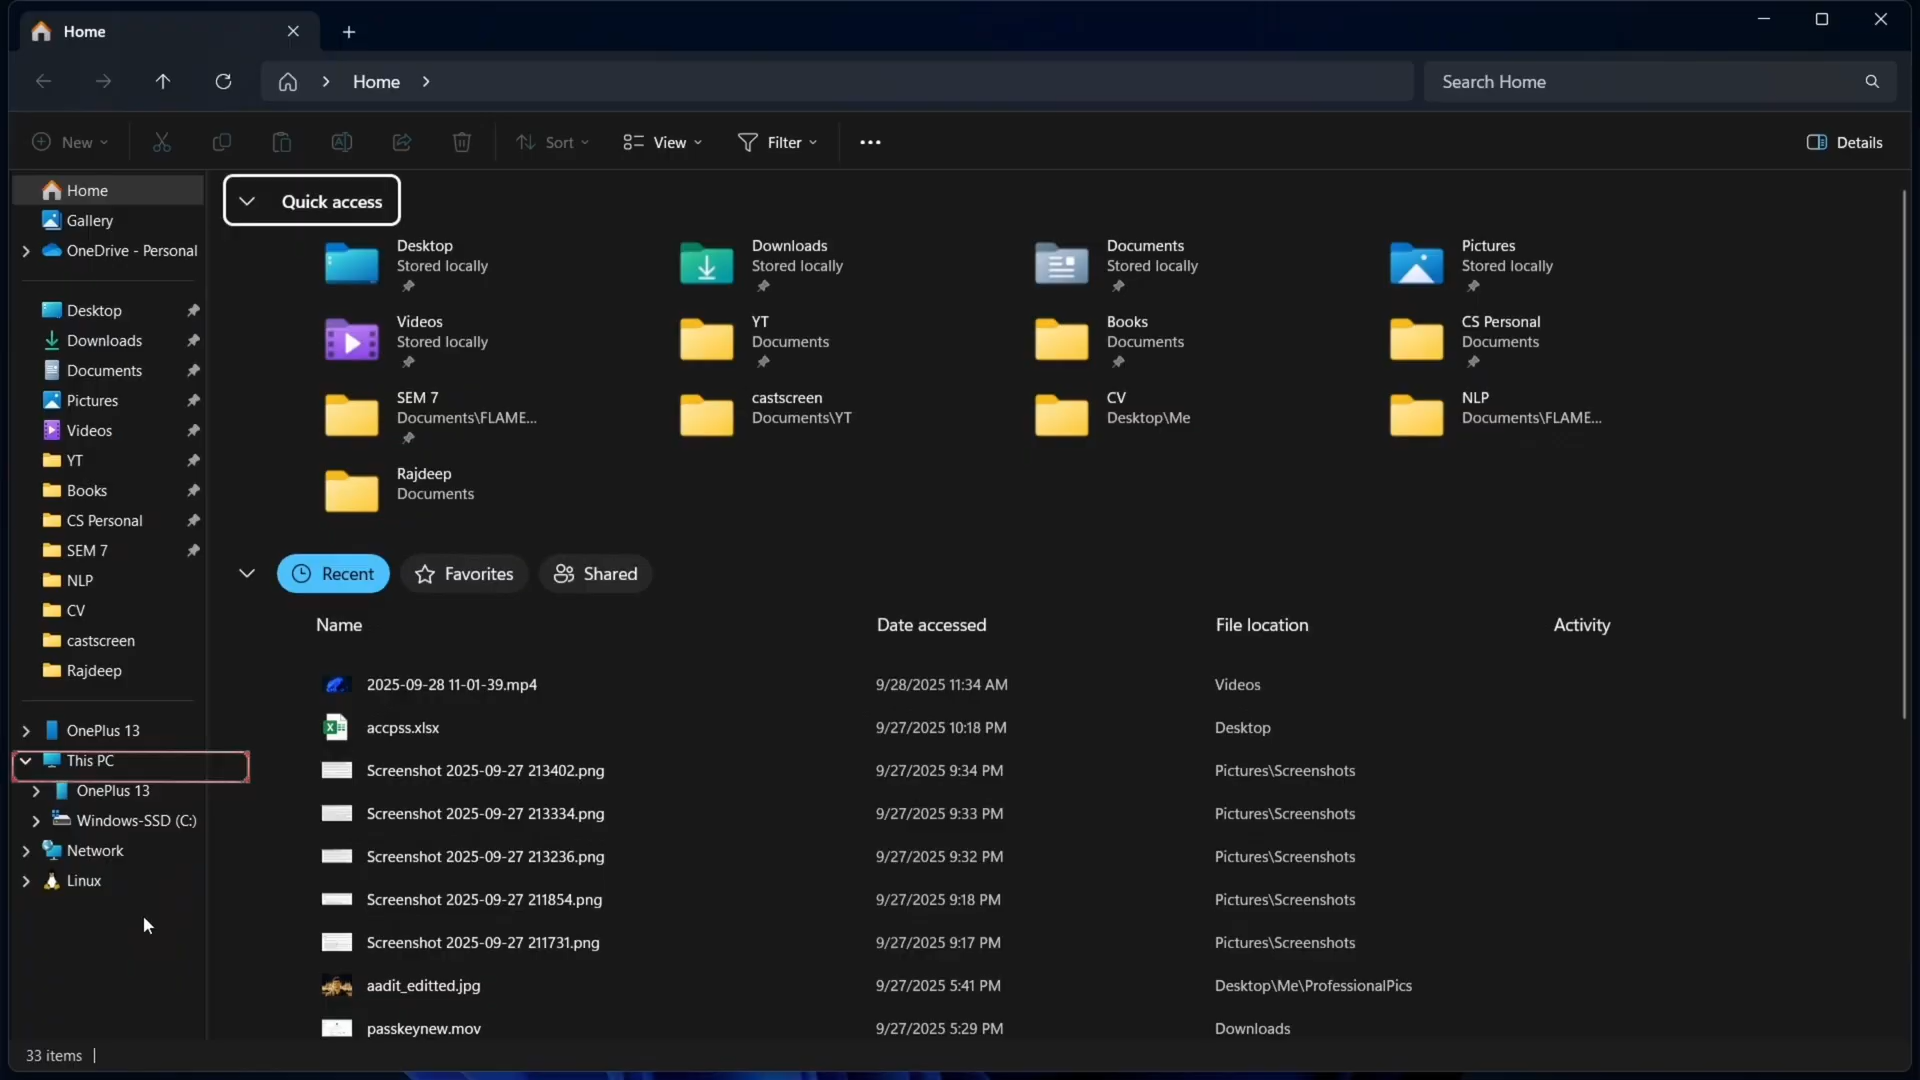 Home
Home
Search Home
New
Sort
View
Filter
Details
Home
Gallery
OneDrive - Personal
Desktop
Downloads
Documents
Pictures
Videos
YT
Books
CS Personal
SEM 7
NLP
CV
castscreen
Rajdeep
OnePlus 13
This PC
OnePlus 13
Windows-SSD (C:)
Network
Linux
Quick access
Desktop
Stored locally
Downloads
Stored locally
Documents
Stored locally
Pictures
Stored locally
Videos
Stored locally
YT
Documents
Books
Documents
CS Personal
Documents
SEM 7
Documents\FLAME...
castscreen
Documents\YT
CV
Desktop\Me
NLP
Documents\FLAME...
Rajdeep
Documents
Recent Favorites Shared
Name Date accessed File location Activity
2025-09-28 11-01-39.mp4 9/28/2025 11:34 AM Videos
accpss.xlsx 9/27/2025 10:18 PM Desktop
Screenshot 2025-09-27 213402.png 9/27/2025 9:34 PM Pictures\Screenshots
Screenshot 2025-09-27 213334.png 9/27/2025 9:33 PM Pictures\Screenshots
Screenshot 2025-09-27 213236.png 9/27/2025 9:32 PM Pictures\Screenshots
Screenshot 2025-09-27 211854.png 9/27/2025 9:18 PM Pictures\Screenshots
Screenshot 2025-09-27 211731.png 9/27/2025 9:17 PM Pictures\Screenshots
aadit_editted.jpg 9/27/2025 5:41 PM Desktop\Me\ProfessionalPics
passkeynew.mov 9/27/2025 5:29 PM Downloads
33 items